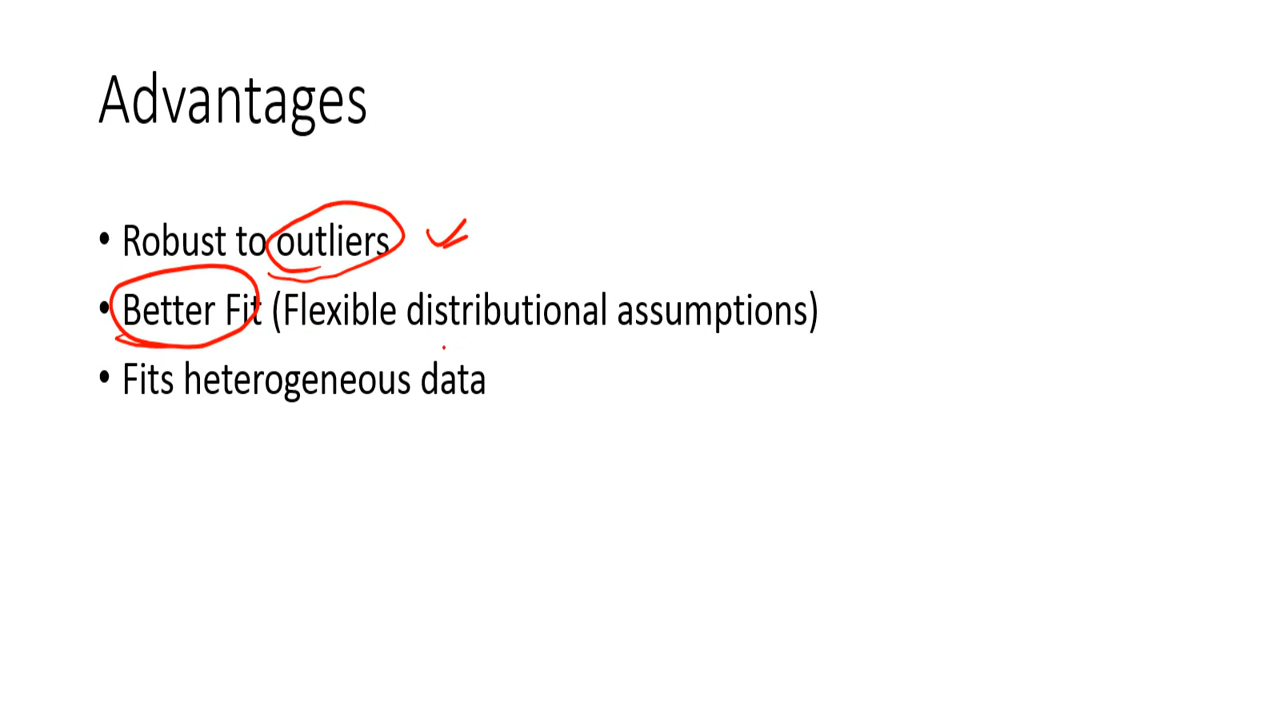 Advantages
• Robust to outliers
• Better Fit (Flexible distributional assumptions)
• Fits heterogeneous data